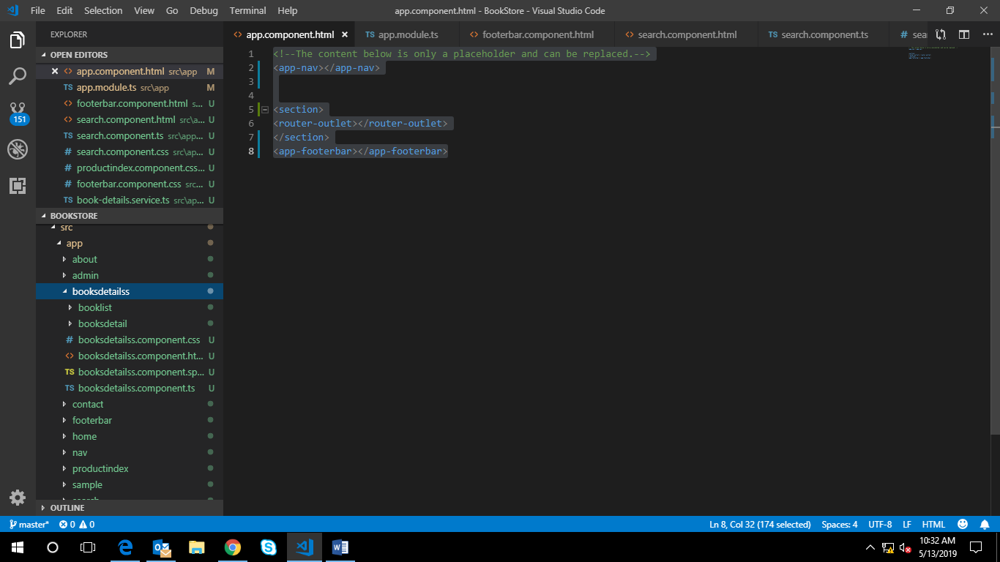 File Edit Selection View Go Debug Terminal Help
app.component.html - BookStore - Visual Studio Code
EXPLORER
OPEN EDITORS
app.component.html src\app M
TS app.module.ts src\app M
footerbar.component.html s... U
search.component.html src\a... U
TS search.component.ts src\app... U
# search.component.css src\ap... U
# productindex.component.css... U
# footerbar.component.css src... U
TS book-details.service.ts src\ap... U
BOOKSTORE
src
app
about
admin
booksdetailss
booklist
booksdetail
# booksdetailss.component.css U
booksdetailss.component.ht... U
TS booksdetailss.component.sp... U
TS booksdetailss.component.ts U
contact
footerbar
home
nav
productindex
sample
search
OUTLINE
151
app.component.html
TS app.module.ts
footerbar.component.html
search.component.html
TS search.component.ts
# sea
1 <!--The content below is only a placeholder and can be replaced.-->
2 <app-nav></app-nav>
3
4
5 <section>
6 <router-outlet></router-outlet>
7 </section>
8 <app-footerbar></app-footerbar>
master* 0 0
Ln 8, Col 32 (174 selected) Spaces: 4 UTF-8 LF HTML
10:32 AM
5/13/2019